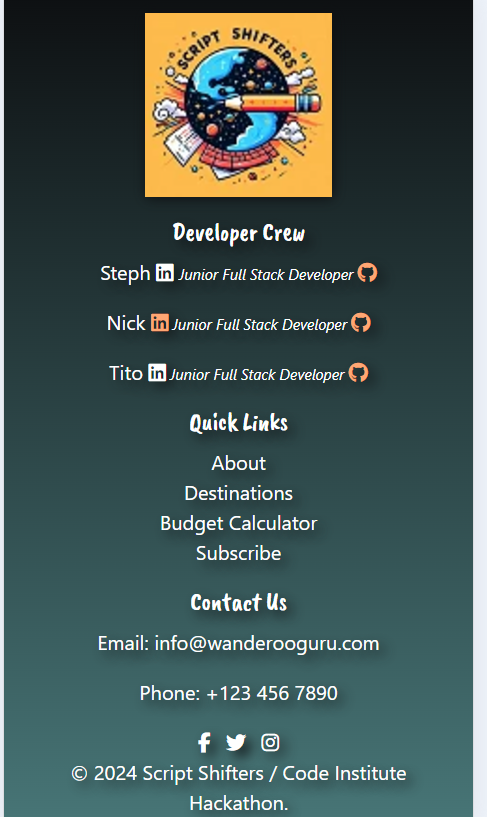 SCRIPT SHIFTERS
Developer Crew
Steph in Junior Full Stack Developer
Nick in Junior Full Stack Developer
Tito in Junior Full Stack Developer
Quick Links
About
Destinations
Budget Calculator
Subscribe
Contact Us
Email: info@wanderooguru.com
Phone: +123 456 7890
© 2024 Script Shifters / Code Institute
Hackathon.